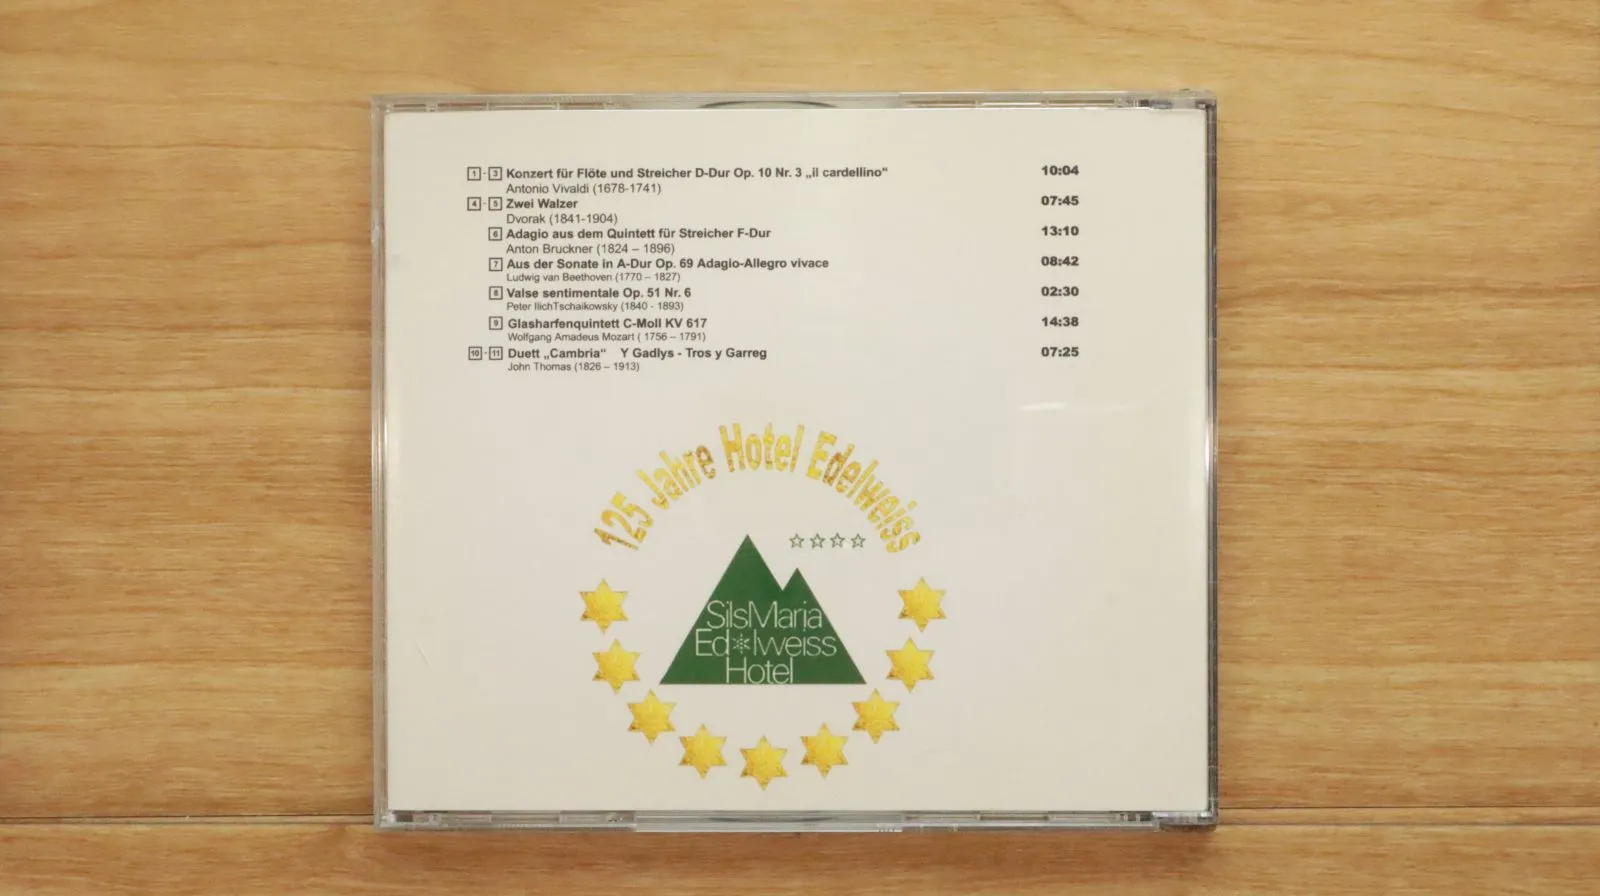 1 - 3 Konzert für Flöte und Streicher D-Dur Op. 10 Nr. 3 „il cardellino“ 10:04
Antonio Vivaldi (1678-1741)
4 - 5 Zwei Walzer 07:45
Dvorak (1841-1904)
6 Adagio aus dem Quintett für Streicher F-Dur 13:10
Anton Bruckner (1824 – 1896)
7 Aus der Sonate in A-Dur Op. 69 Adagio-Allegro vivace 08:42
Ludwig van Beethoven (1770 – 1827)
8 Valse sentimentale Op. 51 Nr. 6 02:30
Peter IlichTschaikowsky (1840 - 1893)
9 Glasharfenquintett C-Moll KV 617 14:38
Wolfgang Amadeus Mozart ( 1756 – 1791)
10 - 11 Duett „Cambria“ Y Gadlys - Tros y Garreg 07:25
John Thomas (1826 – 1913)
125 Jahre Hotel Edelweiss
SilsMaria
Edelweiss
Hotel